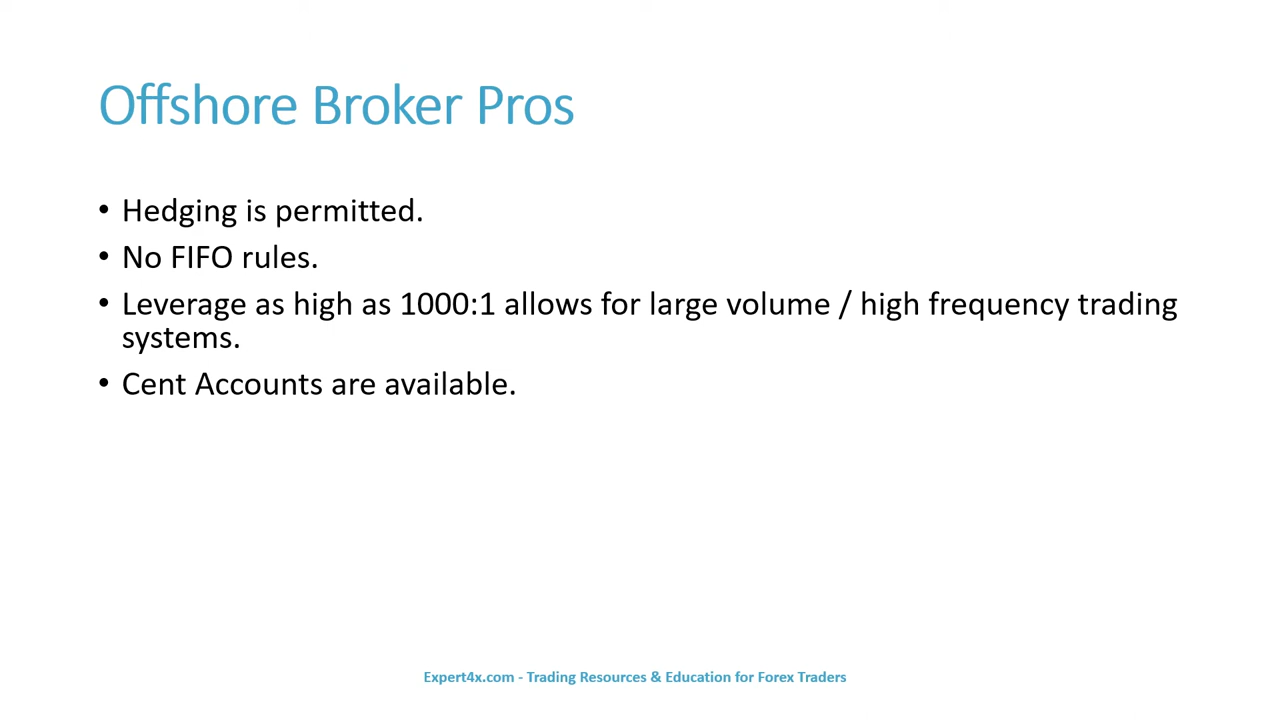 Offshore Broker Pros
• Hedging is permitted.
• No FIFO rules.
• Leverage as high as 1000:1 allows for large volume / high frequency trading
systems.
• Cent Accounts are available.
Expert4x.com - Trading Resources & Education for Forex Traders